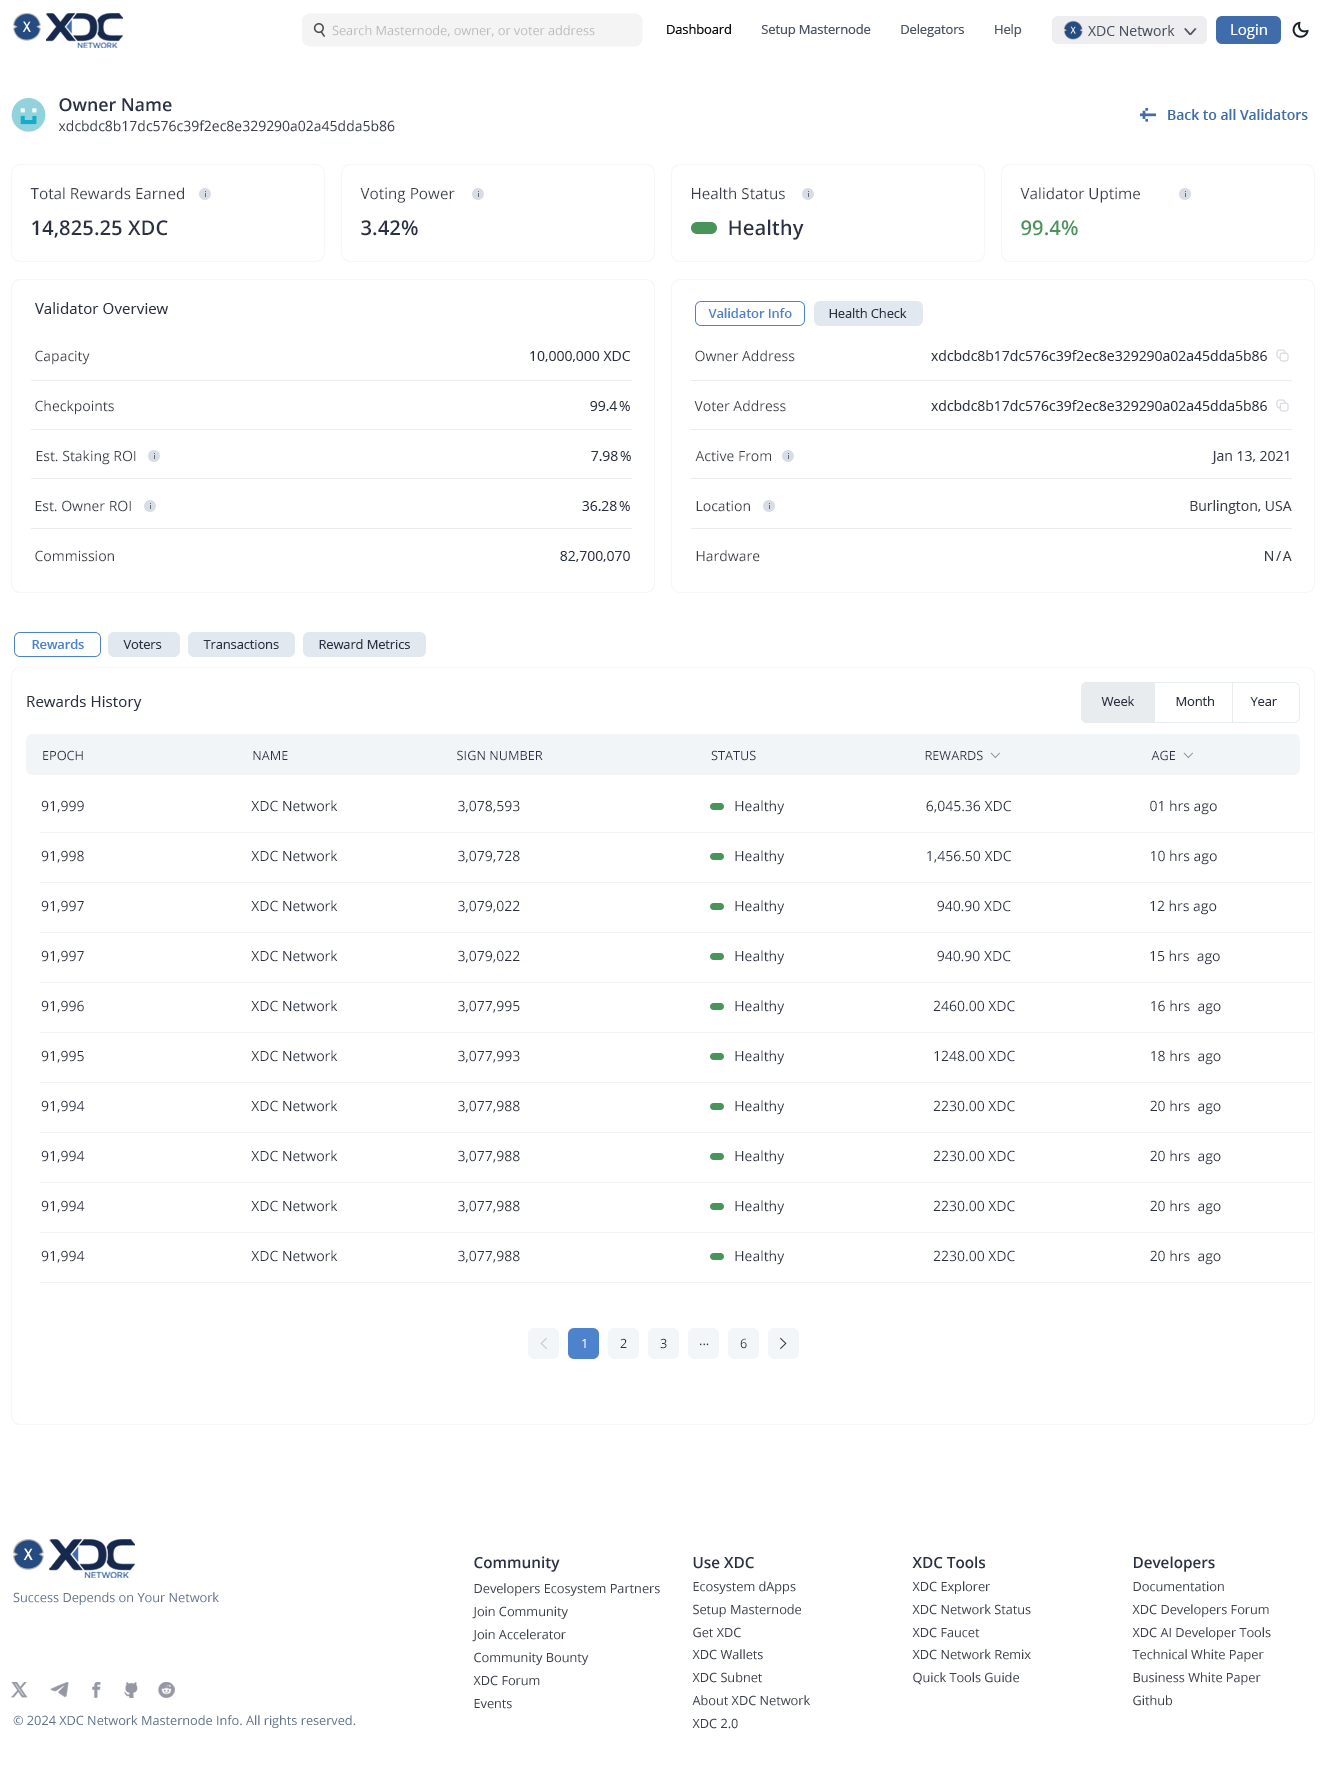 X XDC
NETWORK
Search Masternode, owner, or voter address
Dashboard
Setup Masternode
Delegators
Help
X XDC Network
Login
Owner Name
xdcbdc8b17dc576c39f2ec8e329290a02a45dda5b86
Back to all Validators
Total Rewards Earned i
14,825.25 XDC
Voting Power i
3.42%
Health Status i
Healthy
Validator Uptime i
99.4%
Validator Overview
Capacity 10,000,000 XDC
Checkpoints 99.4%
Est. Staking ROI i 7.98%
Est. Owner ROI i 36.28%
Commission 82,700,070
Validator Info Health Check
Owner Address xdcbdc8b17dc576c39f2ec8e329290a02a45dda5b86
Voter Address xdcbdc8b17dc576c39f2ec8e329290a02a45dda5b86
Active From i Jan 13, 2021
Location i Burlington, USA
Hardware N/A
Rewards Voters Transactions Reward Metrics
Rewards History
Week Month Year
EPOCH NAME SIGN NUMBER STATUS REWARDS AGE
91,999 XDC Network 3,078,593 Healthy 6,045.36 XDC 01 hrs ago
91,998 XDC Network 3,079,728 Healthy 1,456.50 XDC 10 hrs ago
91,997 XDC Network 3,079,022 Healthy 940.90 XDC 12 hrs ago
91,997 XDC Network 3,079,022 Healthy 940.90 XDC 15 hrs ago
91,996 XDC Network 3,077,995 Healthy 2460.00 XDC 16 hrs ago
91,995 XDC Network 3,077,993 Healthy 1248.00 XDC 18 hrs ago
91,994 XDC Network 3,077,988 Healthy 2230.00 XDC 20 hrs ago
91,994 XDC Network 3,077,988 Healthy 2230.00 XDC 20 hrs ago
91,994 XDC Network 3,077,988 Healthy 2230.00 XDC 20 hrs ago
91,994 XDC Network 3,077,988 Healthy 2230.00 XDC 20 hrs ago
1 2 3 ... 6
X XDC
NETWORK
Success Depends on Your Network
© 2024 XDC Network Masternode Info. All rights reserved.
Community
Developers Ecosystem Partners
Join Community
Join Accelerator
Community Bounty
XDC Forum
Events
Use XDC
Ecosystem dApps
Setup Masternode
Get XDC
XDC Wallets
XDC Subnet
About XDC Network
XDC 2.0
XDC Tools
XDC Explorer
XDC Network Status
XDC Faucet
XDC Network Remix
Quick Tools Guide
Developers
Documentation
XDC Developers Forum
XDC AI Developer Tools
Technical White Paper
Business White Paper
Github